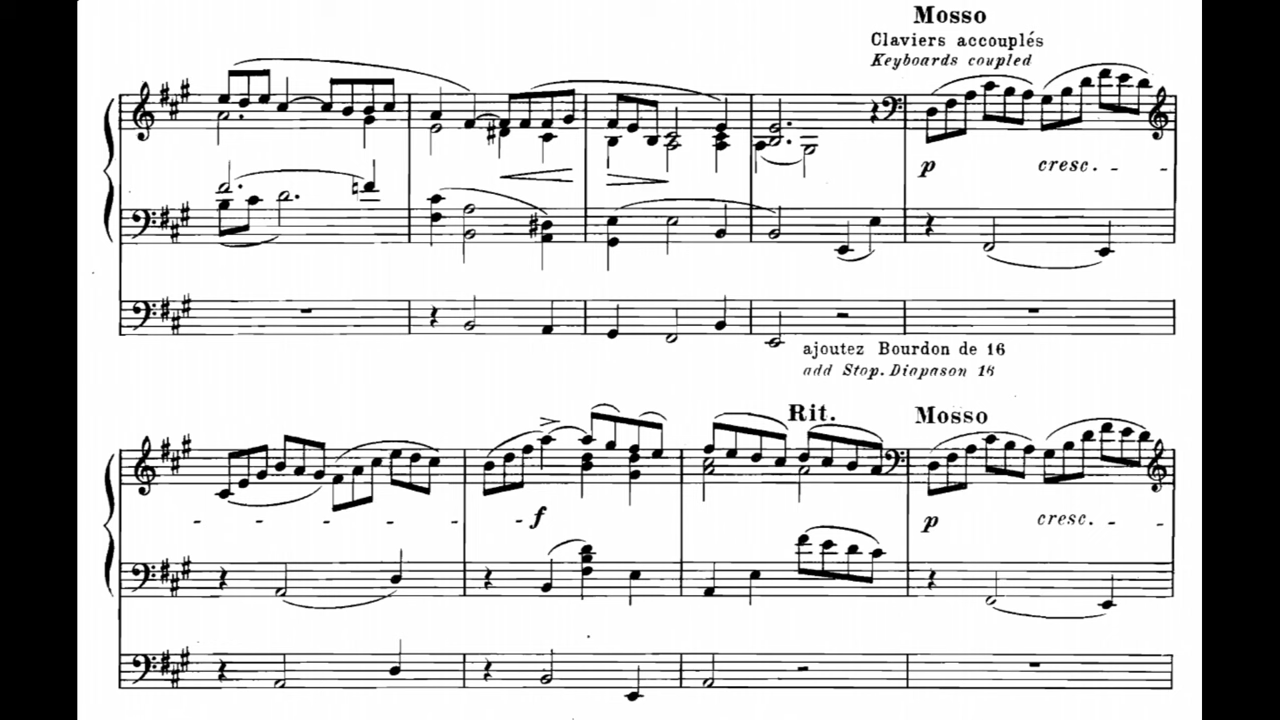 Mosso
Claviers accouplés
Keyboards coupled
p cresc. - -
ajoutez Bourdon de 16
add Stop. Diapason 16
Rit. Mosso
- - - - - - f p cresc. - -